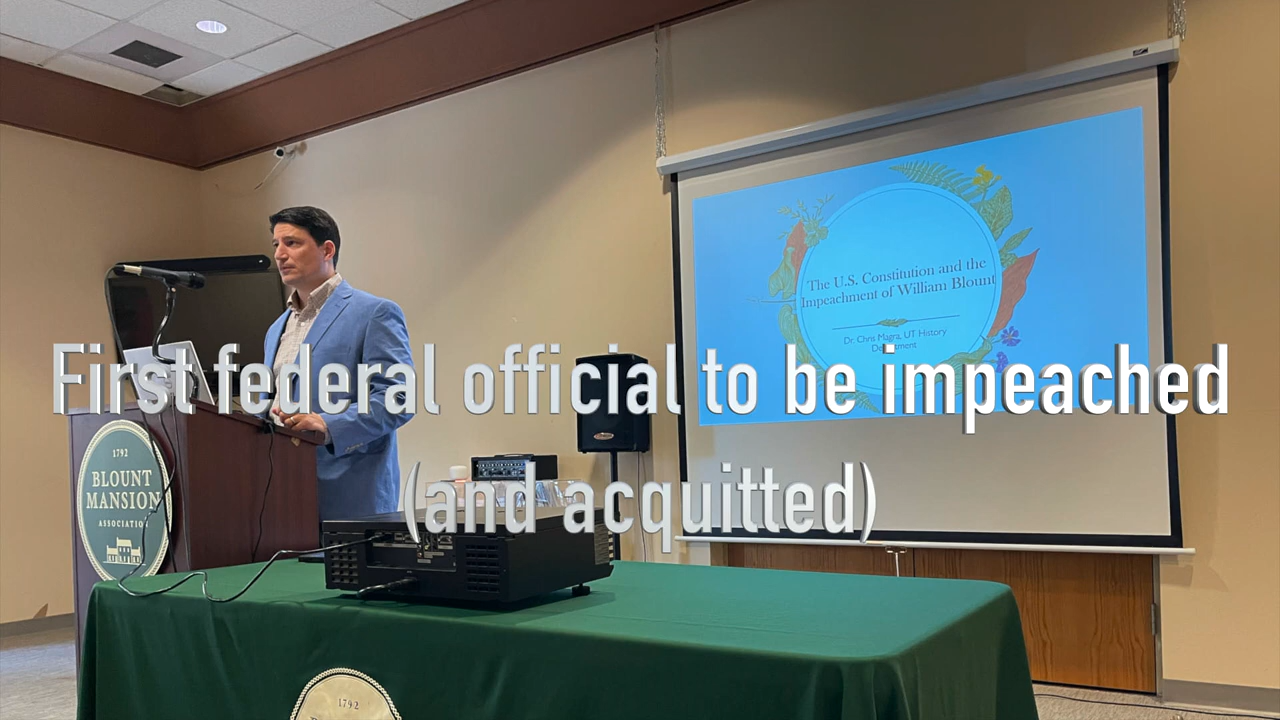 The U.S. Constitution and the
Impeachment of William Blount
Dr. Chris Magra, UT History
Department
First federal official to be impeached
(and acquitted)
1792
BLOUNT
MANSION
ASSOCIATION
1792